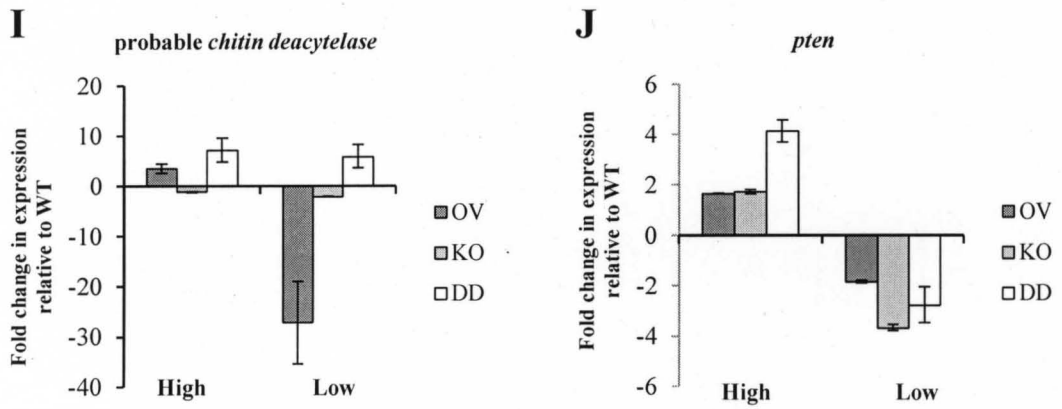 I
probable chitin deacytelase
Fold change in expression
relative to WT
20
10
0
-10
-20
-30
-40
High
Low
OV
KO
DD
J
pten
Fold change in expression
relative to WT
6
4
2
0
-2
-4
-6
High
Low
OV
KO
DD